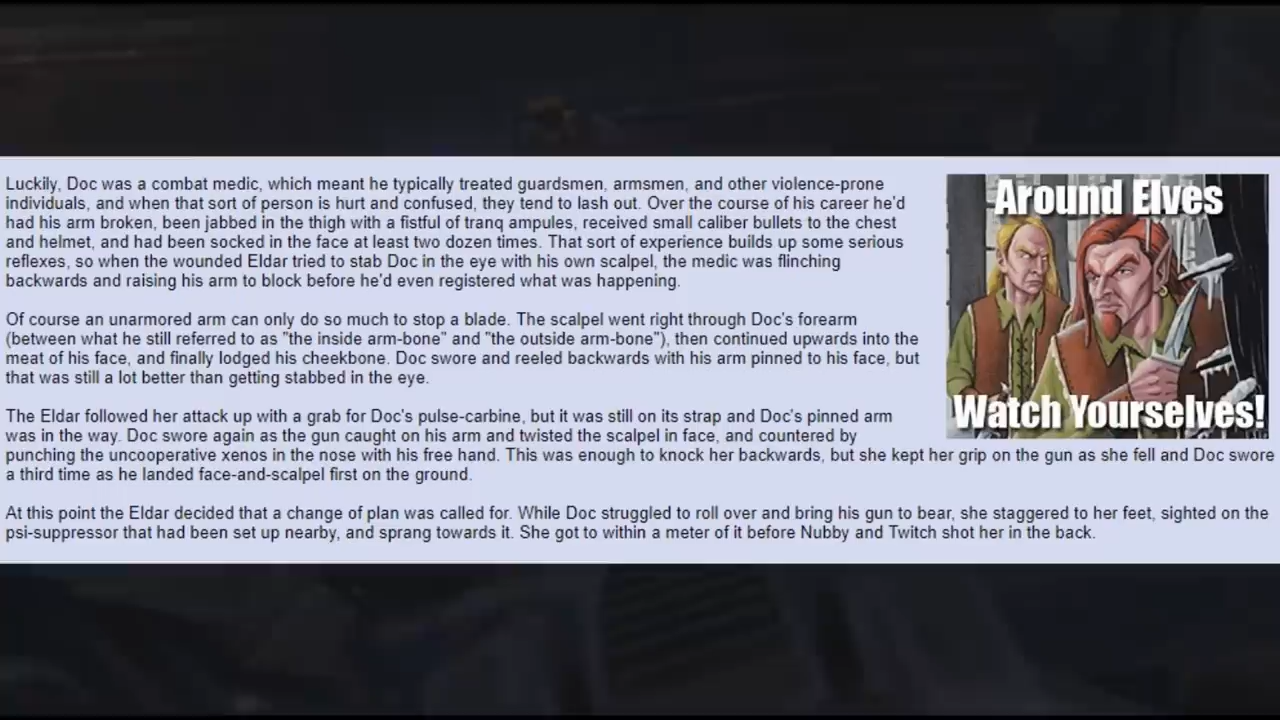 Luckily, Doc was a combat medic, which meant he typically treated guardsmen, armsmen, and other violence-prone
individuals, and when that sort of person is hurt and confused, they tend to lash out. Over the course of his career he'd
had his arm broken, been jabbed in the thigh with a fistful of tranq ampules, received small caliber bullets to the chest
and helmet, and had been socked in the face at least two dozen times. That sort of experience builds up some serious
reflexes, so when the wounded Eldar tried to stab Doc in the eye with his own scalpel, the medic was flinching
backwards and raising his arm to block before he'd even registered what was happening.
Of course an unarmored arm can only do so much to stop a blade. The scalpel went right through Doc's forearm
(between what he still referred to as "the inside arm-bone" and "the outside arm-bone"), then continued upwards into the
meat of his face, and finally lodged his cheekbone. Doc swore and reeled backwards with his arm pinned to his face, but
that was still a lot better than getting stabbed in the eye.
The Eldar followed her attack up with a grab for Doc's pulse-carbine, but it was still on its strap and Doc's pinned arm
was in the way. Doc swore again as the gun caught on his arm and twisted the scalpel in face, and countered by
punching the uncooperative xenos in the nose with his free hand. This was enough to knock her backwards, but she kept her grip on the gun as she fell and Doc swore
a third time as he landed face-and-scalpel first on the ground.
At this point the Eldar decided that a change of plan was called for. While Doc struggled to roll over and bring his gun to bear, she staggered to her feet, sighted on the
psi-suppressor that had been set up nearby, and sprang towards it. She got to within a meter of it before Nubby and Twitch shot her in the back.
Around Elves
Watch Yourselves!